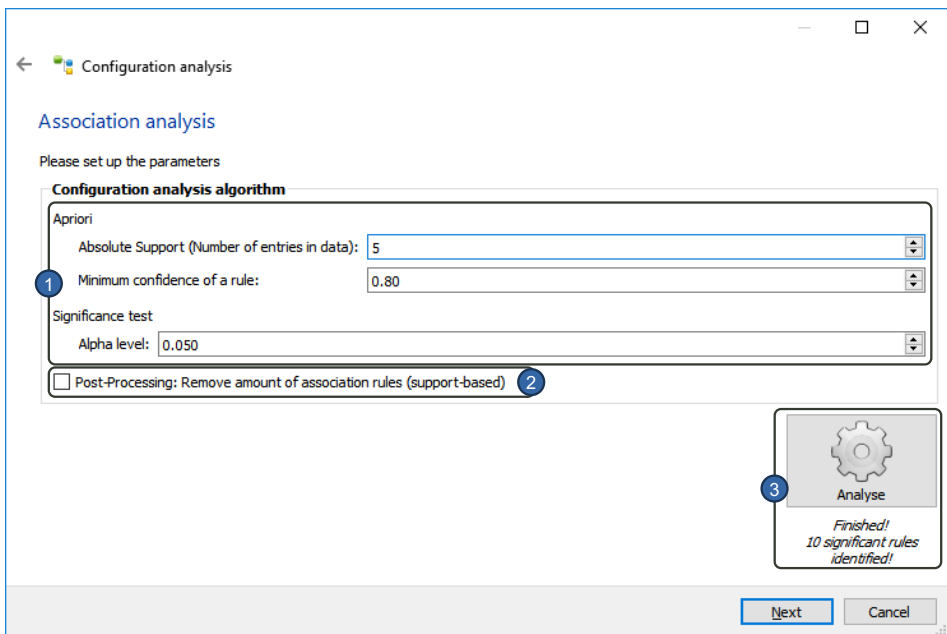 Configuration analysis
Association analysis
Please set up the parameters
Configuration analysis algorithm
Apriori
Absolute Support (Number of entries in data): 5
1 Minimum confidence of a rule: 0.80
Significance test
Alpha level: 0.050
Post-Processing: Remove amount of association rules (support-based) 2
3
Analyse
Finished!
10 significant rules
identified!
Next Cancel